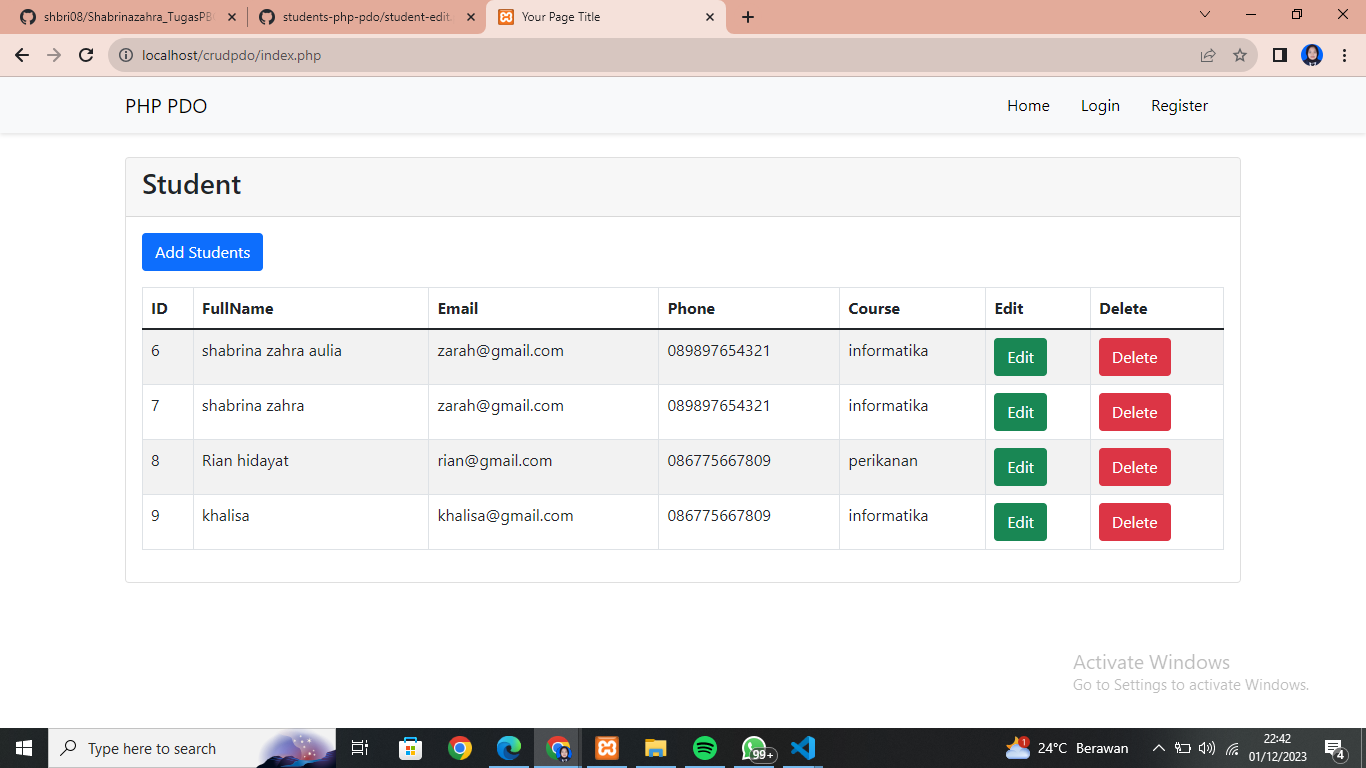 shbri08/Shabrinazahra_TugasPB
students-php-pdo/student-edit.
Your Page Title
localhost/crudpdo/index.php
PHP PDO Home Login Register
Student
Add Students
ID FullName Email Phone Course Edit Delete
6 shabrina zahra aulia zarah@gmail.com 089897654321 informatika Edit Delete
7 shabrina zahra zarah@gmail.com 089897654321 informatika Edit Delete
8 Rian hidayat rian@gmail.com 086775667809 perikanan Edit Delete
9 khalisa khalisa@gmail.com 086775667809 informatika Edit Delete
Activate Windows
Go to Settings to activate Windows.
Type here to search
99+
1
24°C Berawan
22:42
01/12/2023
4